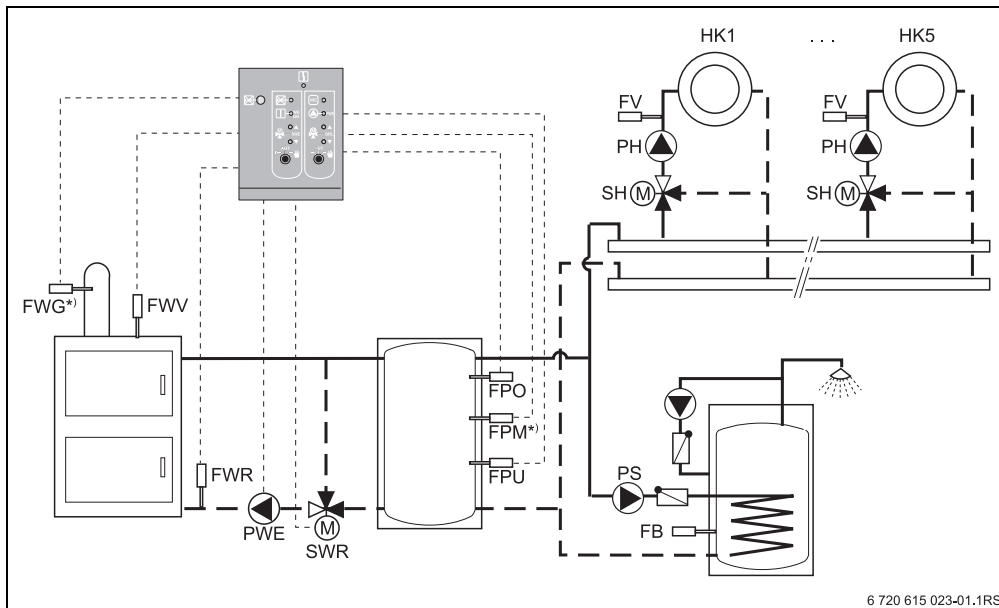 HK1 . . . HK5
FV FV
PH PH
SH M SH M
FWG*) FWV
FPO
FPM*)
FPU
FWR
PS
PWE
M
SWR
FB
6 720 615 023-01.1RS